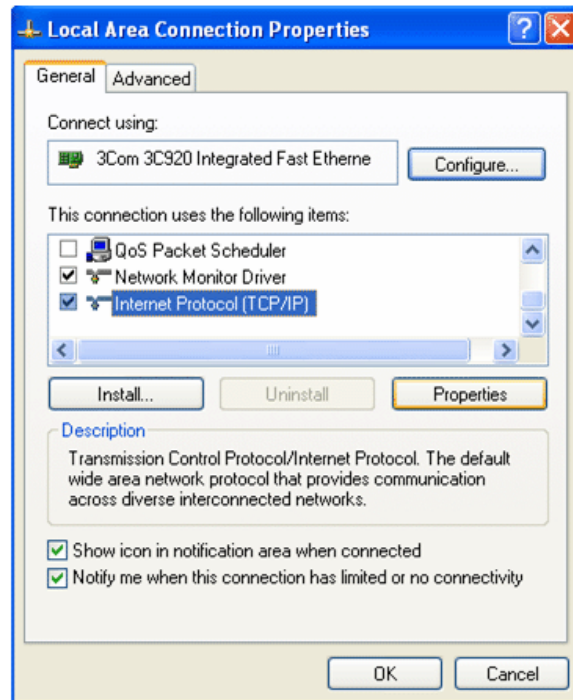 Local Area Connection Properties
General
Advanced
Connect using:
3Com 3C920 Integrated Fast Etherne
Configure...
This connection uses the following items:
QoS Packet Scheduler
Network Monitor Driver
Internet Protocol (TCP/IP)
Install...
Uninstall
Properties
Description
Transmission Control Protocol/Internet Protocol. The default
wide area network protocol that provides communication
across diverse interconnected networks.
Show icon in notification area when connected
Notify me when this connection has limited or no connectivity
OK
Cancel